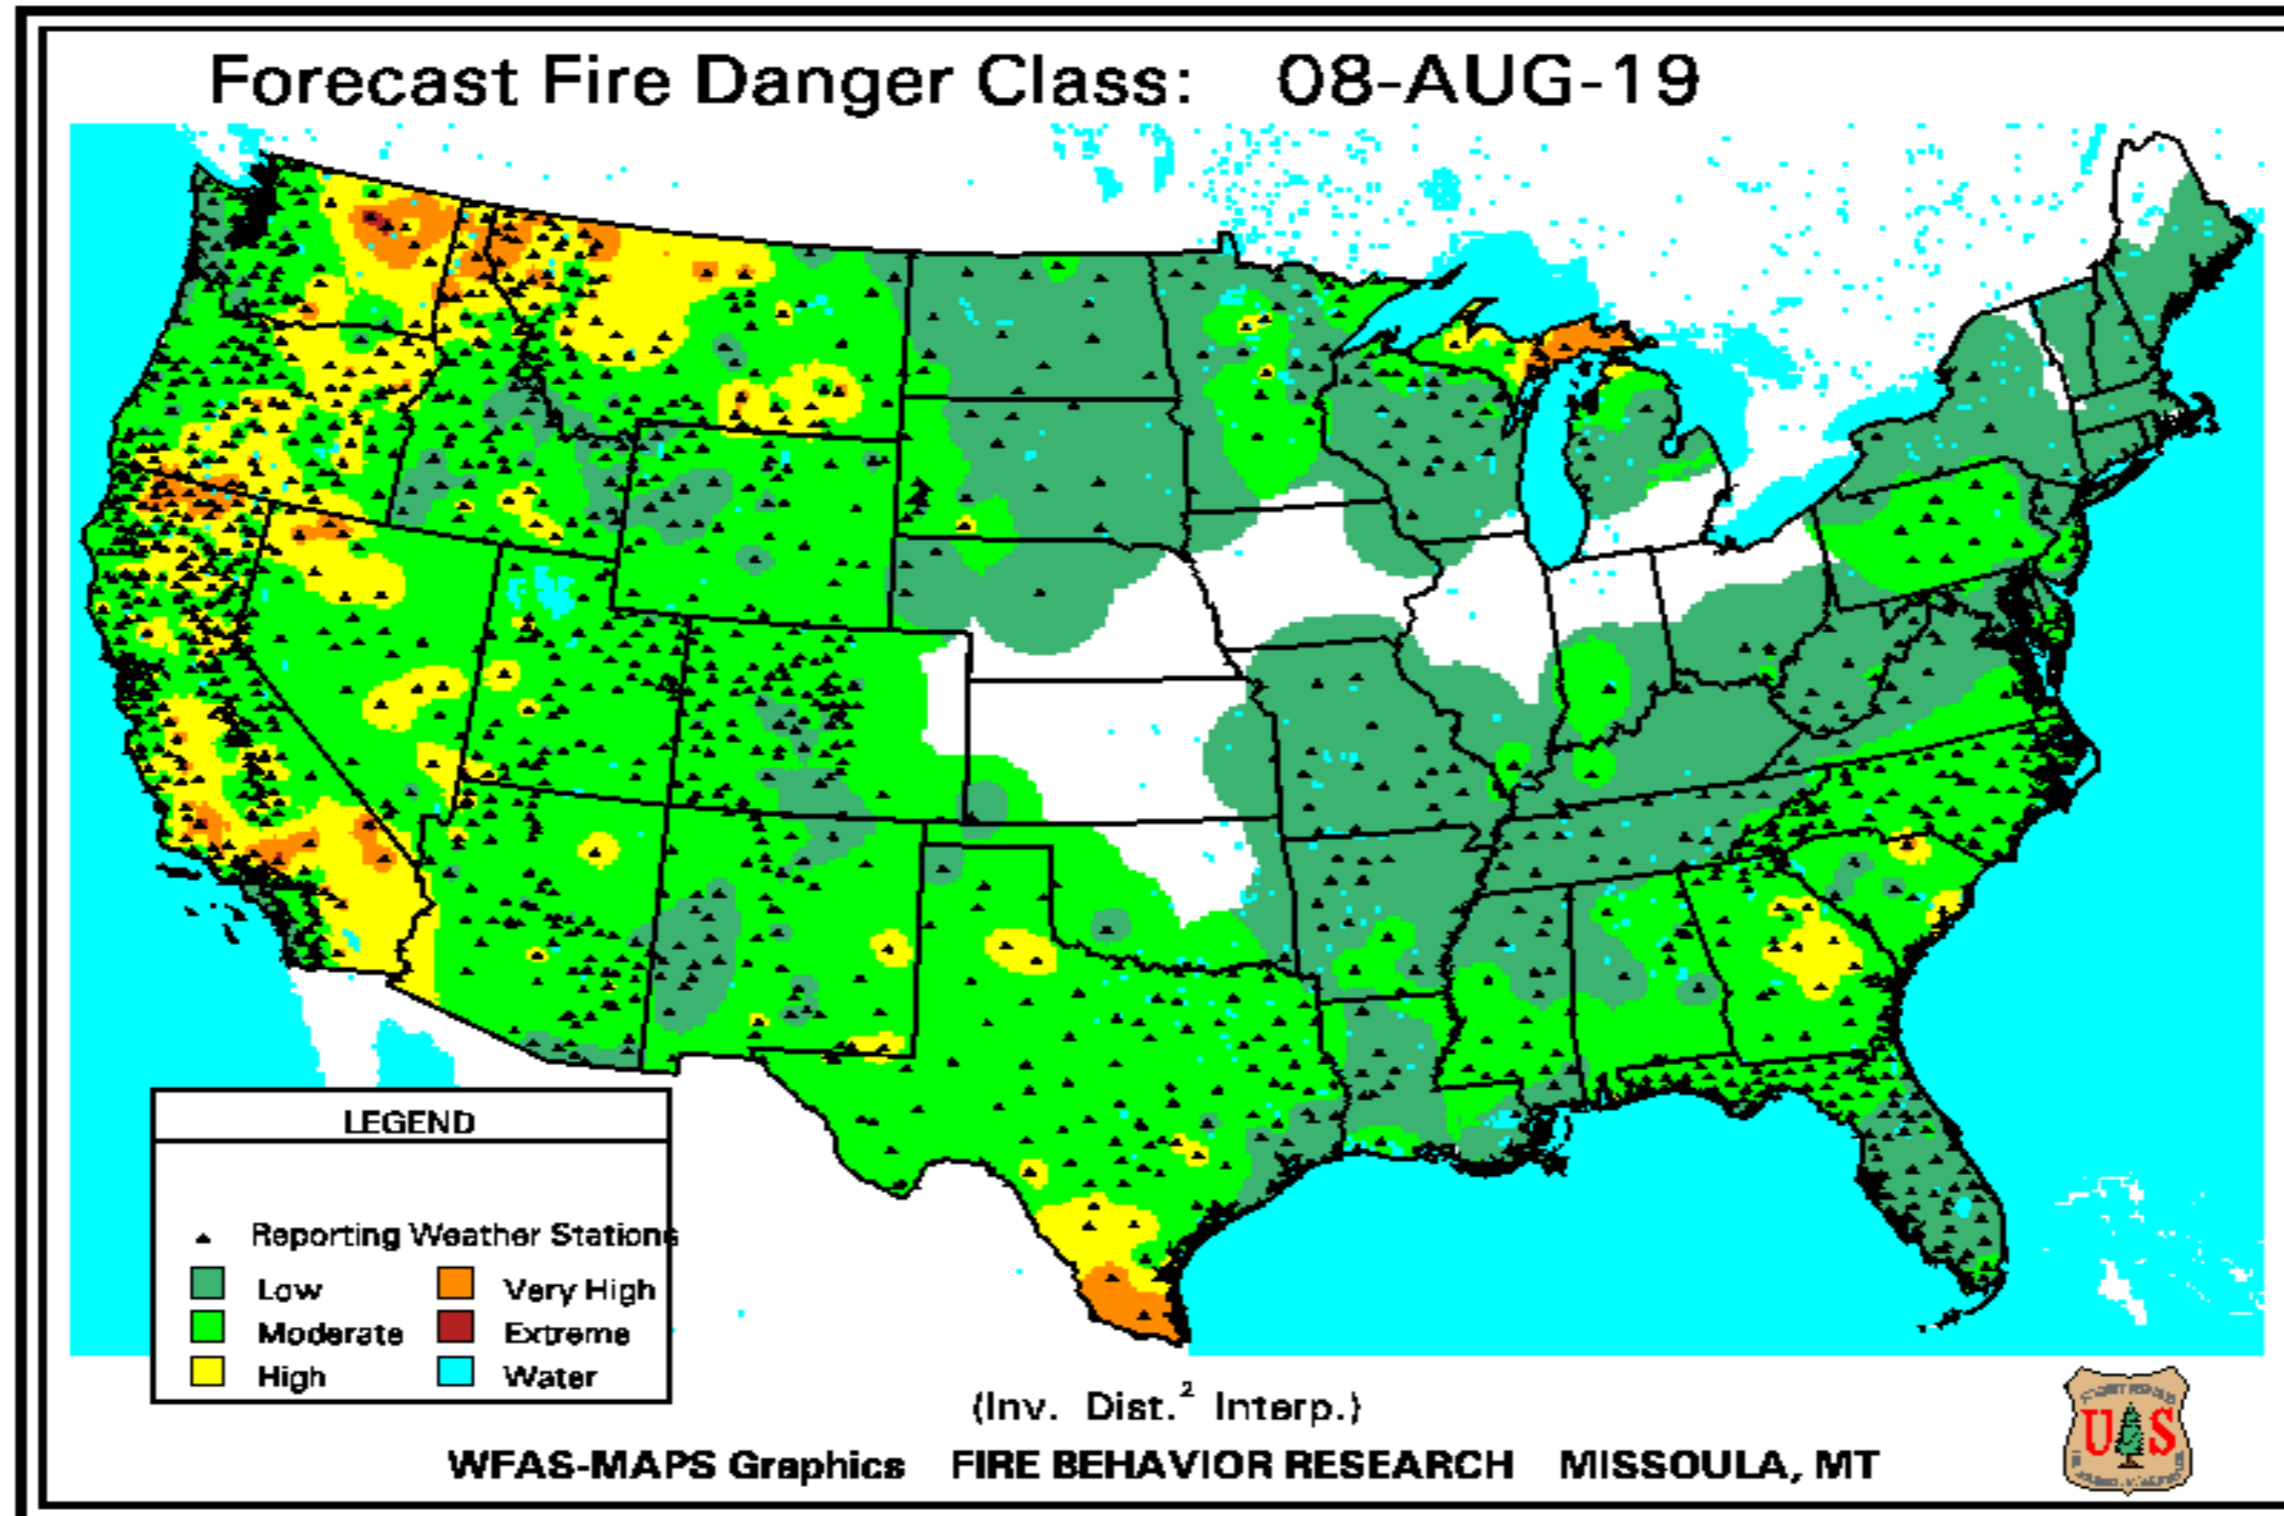 Forecast Fire Danger Class: 08-AUG-19
LEGEND
Reporting Weather Stations
Low
Very High
Moderate
Extreme
High
Water
(Inv. Dist.² Interp.)
WFAS-MAPS Graphics FIRE BEHAVIOR RESEARCH MISSOULA, MT
US